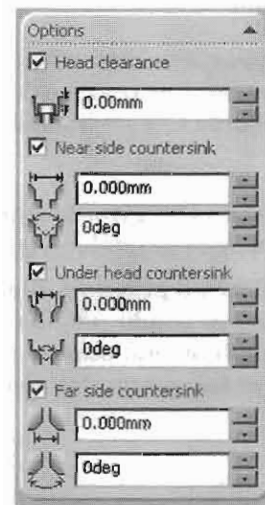 Options
Head clearance
0.00mm
Near side countersink
0.000mm
0deg
Under head countersink
0.000mm
0deg
Far side countersink
0.000mm
0deg